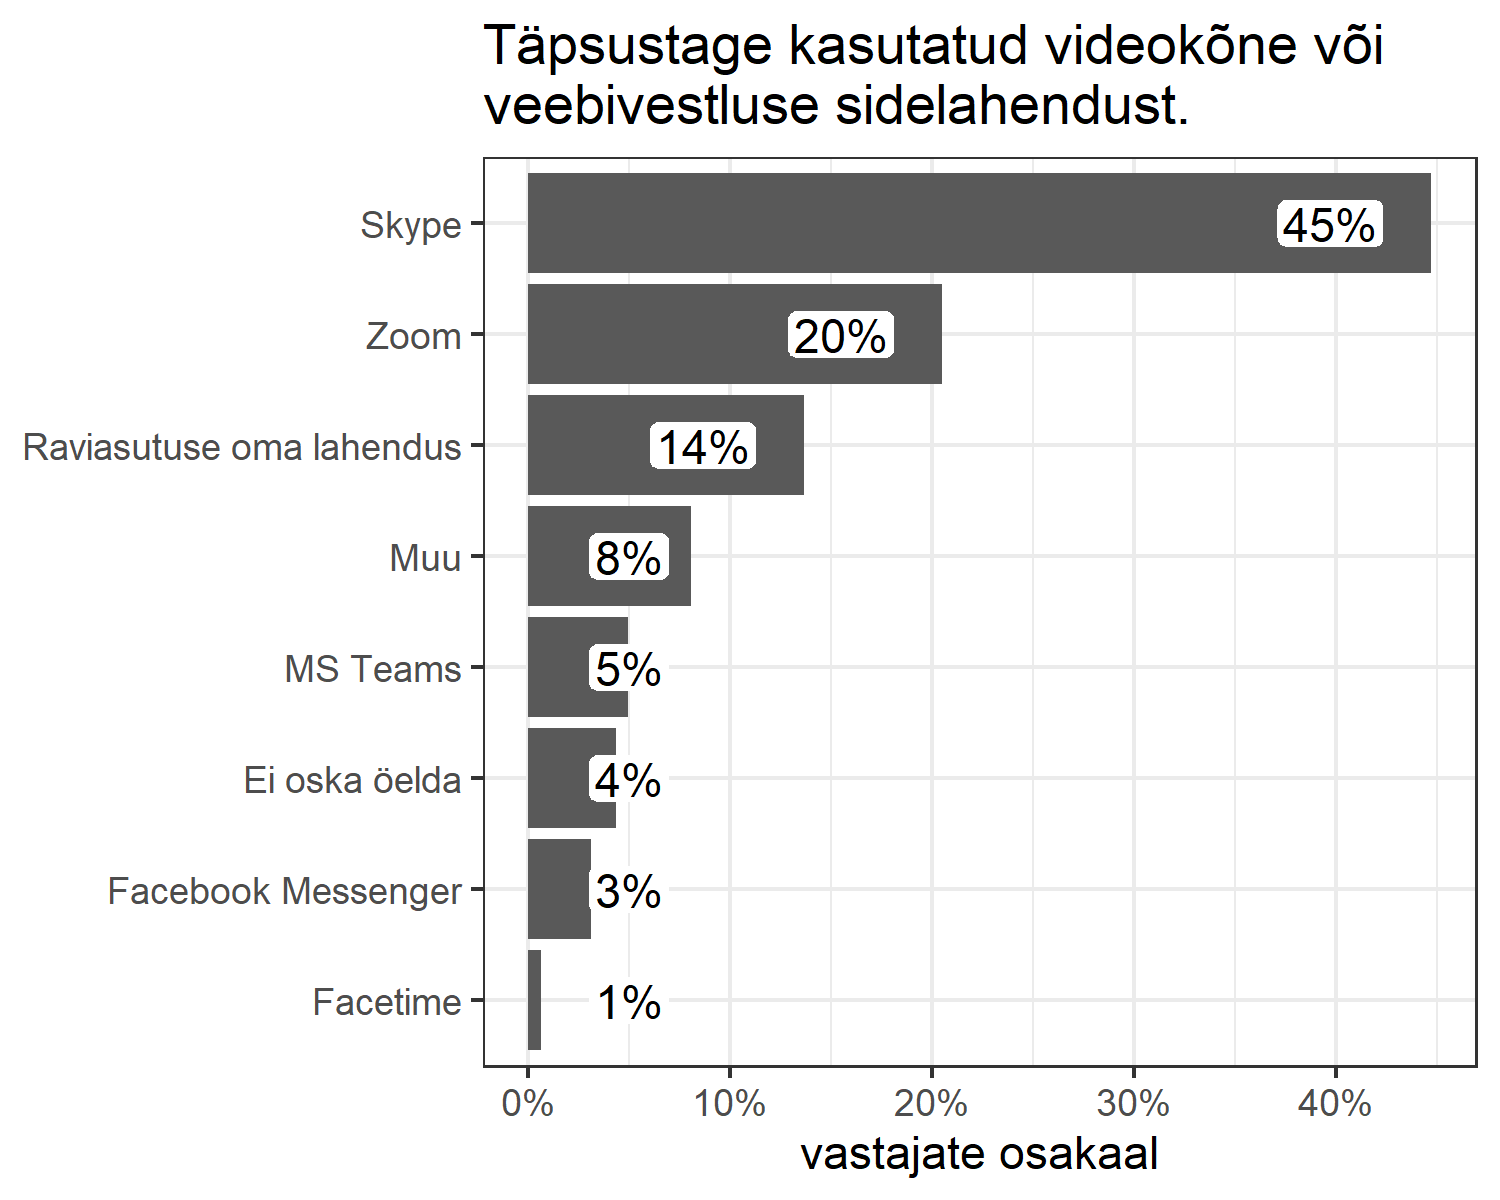 Täpsustage kasutatud videokõne või
veebivestluse sidelahendust.
Skype
45%
Zoom
20%
Raviasutuse oma lahendus
14%
Muu
8%
MS Teams
5%
Ei oska öelda
4%
Facebook Messenger
3%
Facetime
1%
0% 10% 20% 30% 40%
vastajate osakaal